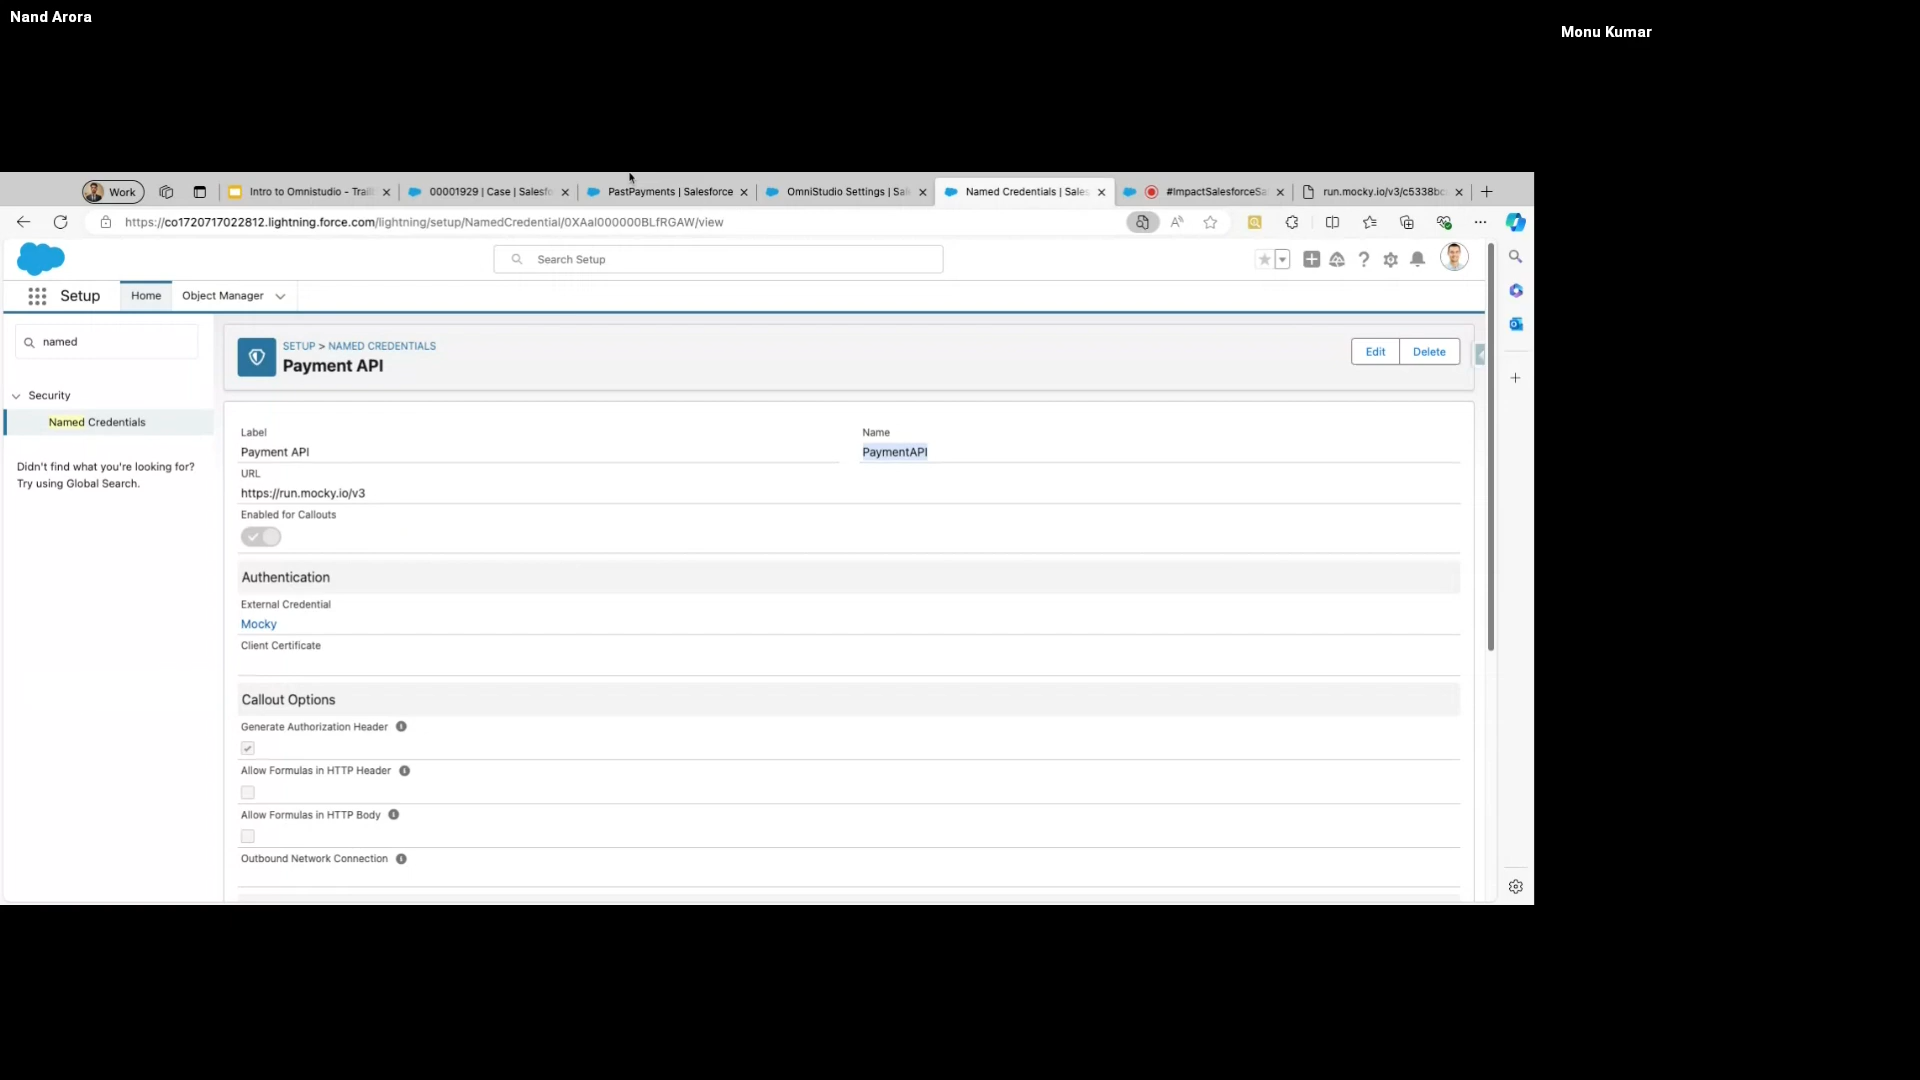 Nand Arora
Monu Kumar
Work
Intro to Omnistudio - Trail
00001929 | Case | Salesfo
PastPayments | Salesforce
OmniStudio Settings | Sal
Named Credentials | Sales
#ImpactSalesforceSa
run.mocky.io/v3/c5338bc
https://co1720717022812.lightning.force.com/lightning/setup/NamedCredential/0XAal000000BLfRGAW/view
Search Setup
Setup
Home
Object Manager
named
SETUP > NAMED CREDENTIALS
Payment API
Edit
Delete
Security
Named Credentials
Didn't find what you're looking for?
Try using Global Search.
Label
Name
Payment API
PaymentAPI
URL
https://run.mocky.io/v3
Enabled for Callouts
Authentication
External Credential
Mocky
Client Certificate
Callout Options
Generate Authorization Header
Allow Formulas in HTTP Header
Allow Formulas in HTTP Body
Outbound Network Connection